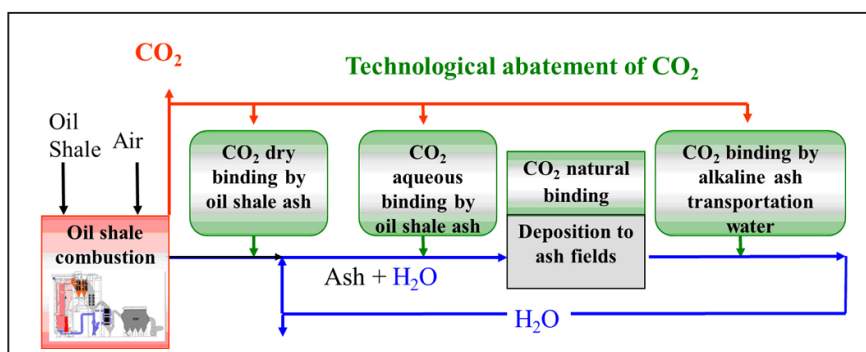 CO₂
Technological abatement of CO₂
Oil
Shale
Air
CO₂ dry
binding by
oil shale ash
CO₂
aqueous
binding by
oil shale ash
CO₂ natural
binding
CO₂ binding by
alkaline ash
transportation
water
Oil shale
combustion
Deposition to
ash fields
Ash + H₂O
H₂O